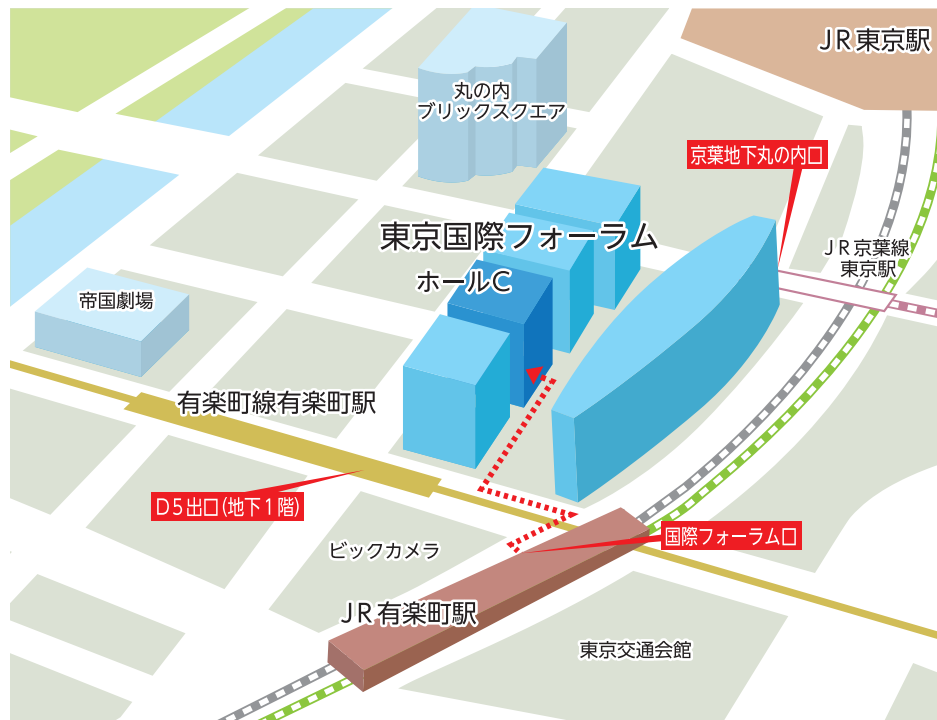 JR東京駅
丸の内
ブリックスクエア
京葉地下丸の内口
東京国際フォーラム
ホールC
JR京葉線
東京駅
帝国劇場
有楽町線有楽町駅
D5出口(地下1階)
国際フォーラム口
ビックカメラ
JR有楽町駅
東京交通会館